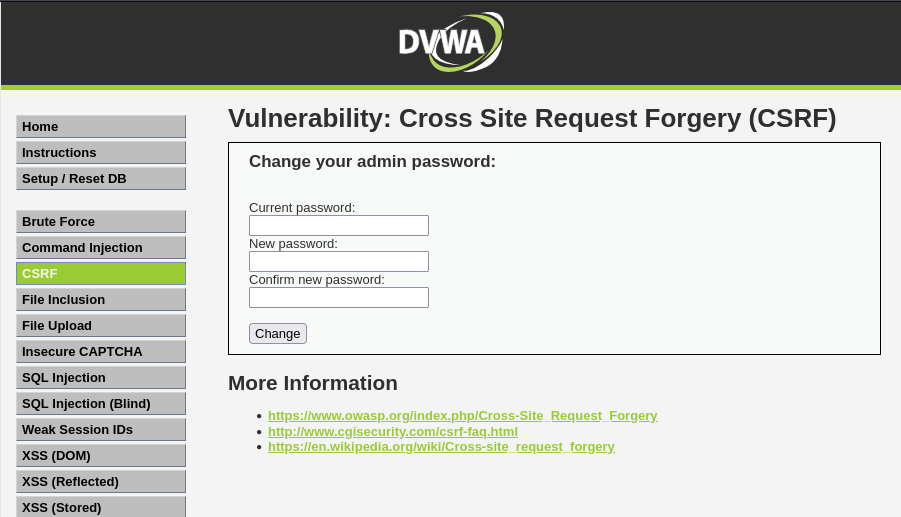 DVWA
Home
Instructions
Setup / Reset DB
Brute Force
Command Injection
CSRF
File Inclusion
File Upload
Insecure CAPTCHA
SQL Injection
SQL Injection (Blind)
Weak Session IDs
XSS (DOM)
XSS (Reflected)
XSS (Stored)
Vulnerability: Cross Site Request Forgery (CSRF)
Change your admin password:
Current password:
New password:
Confirm new password:
Change
More Information
https://www.owasp.org/index.php/Cross-Site_Request_Forgery
http://www.cgisecurity.com/csrf-faq.html
https://en.wikipedia.org/wiki/Cross-site_request_forgery